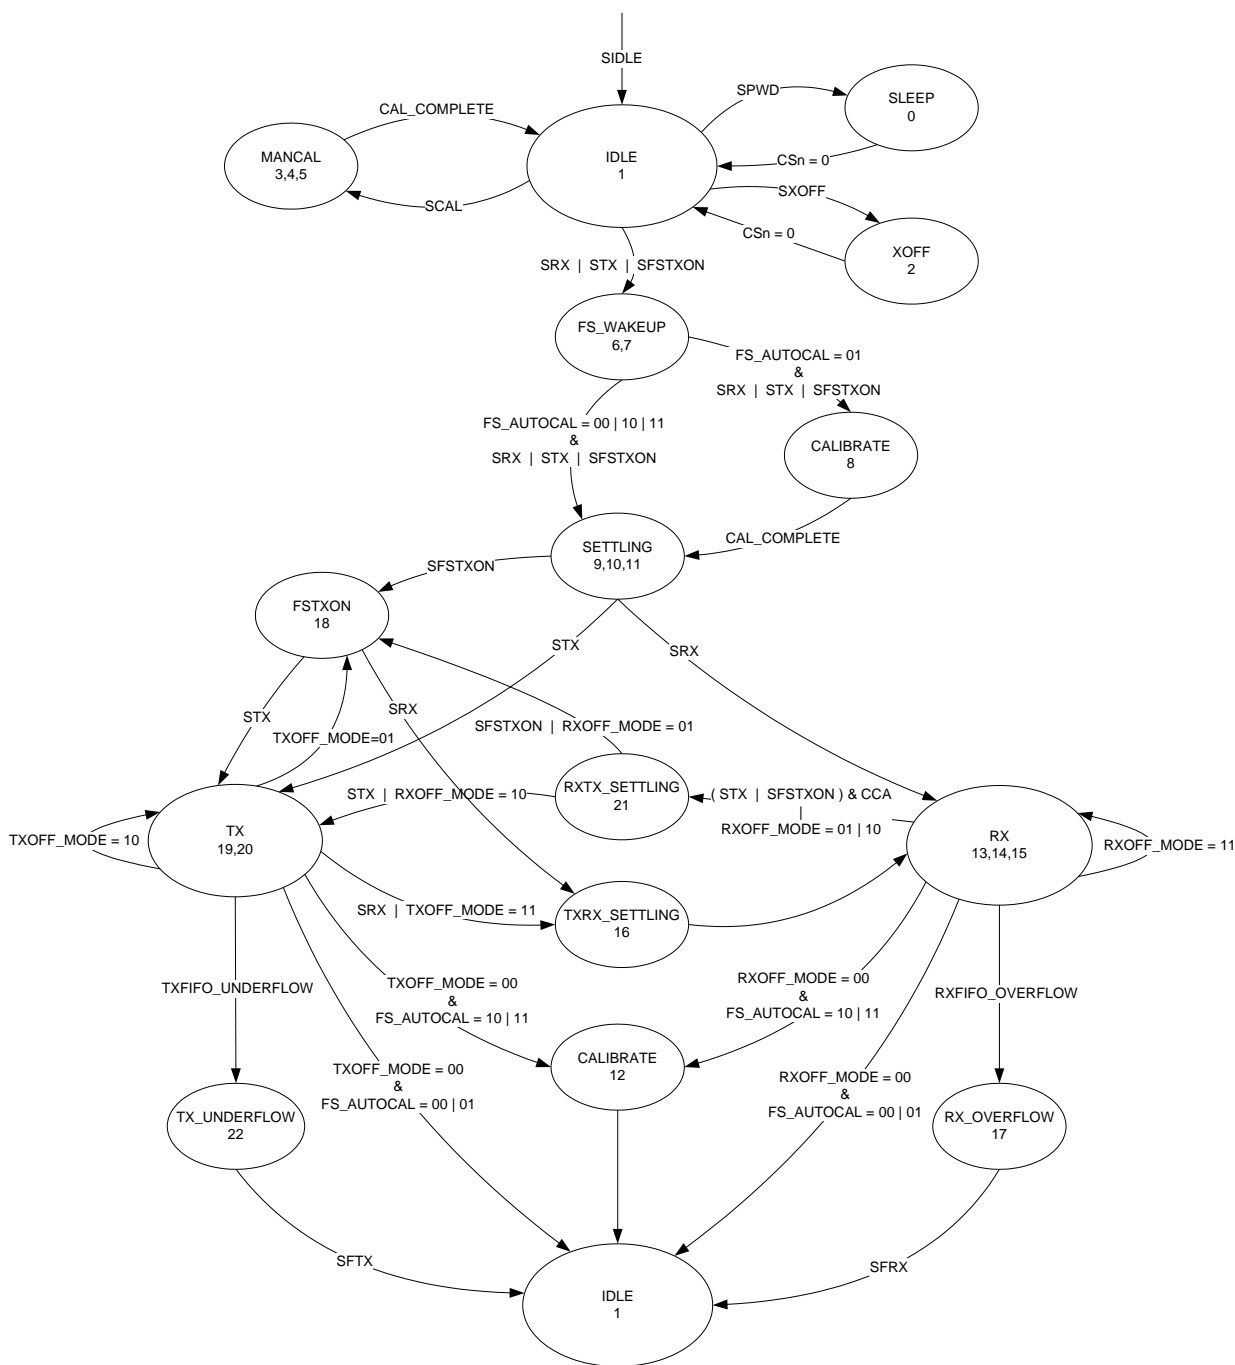 SIDLE
SPWD
SLEEP
0
CAL_COMPLETE
MANCAL
3,4,5
IDLE
1
CSn = 0
SCAL
SXOFF
CSn = 0
XOFF
2
SRX | STX | SFSTXON
FS_WAKEUP
6,7
FS_AUTOCAL = 01
&
SRX | STX | SFSTXON
FS_AUTOCAL = 00 | 10 | 11
&
SRX | STX | SFSTXON
CALIBRATE
8
CAL_COMPLETE
SETTLING
9,10,11
SFSTXON
FSTXON
18
STX
SRX
STX
SRX
SFSTXON | RXOFF_MODE = 01
TXOFF_MODE=01
RXTX_SETTLING
21
STX | RXOFF_MODE = 10
( STX | SFSTXON ) & CCA
|
RXOFF_MODE = 01 | 10
TXOFF_MODE = 10
TX
19,20
RX
13,14,15
RXOFF_MODE = 11
SRX | TXOFF_MODE = 11
TXRX_SETTLING
16
TXFIFO_UNDERFLOW
TXOFF_MODE = 00
&
FS_AUTOCAL = 10 | 11
RXOFF_MODE = 00
&
FS_AUTOCAL = 10 | 11
RXFIFO_OVERFLOW
CALIBRATE
12
TXOFF_MODE = 00
&
FS_AUTOCAL = 00 | 01
RXOFF_MODE = 00
&
FS_AUTOCAL = 00 | 01
TX_UNDERFLOW
22
RX_OVERFLOW
17
SFTX
SFRX
IDLE
1